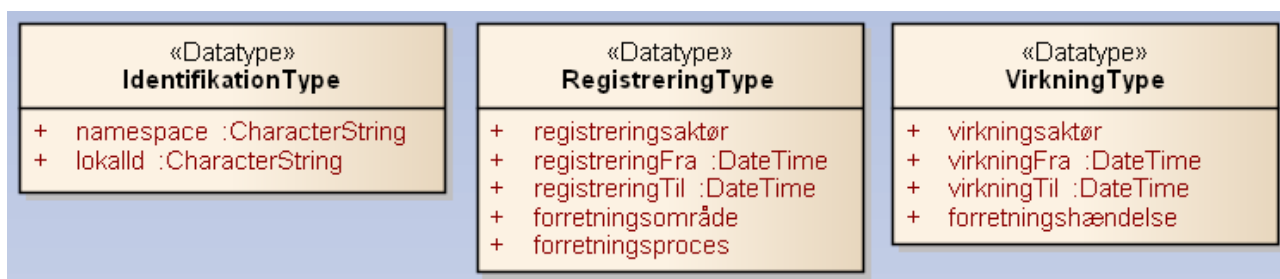 «Datatype»
IdentifikationType
+ namespace :CharacterString
+ lokalId :CharacterString
«Datatype»
RegistreringType
+ registreringsaktør
+ registreringFra :DateTime
+ registreringTil :DateTime
+ forretningsområde
+ forretningsproces
«Datatype»
VirkningType
+ virkningsaktør
+ virkningFra :DateTime
+ virkningTil :DateTime
+ forretningshændelse